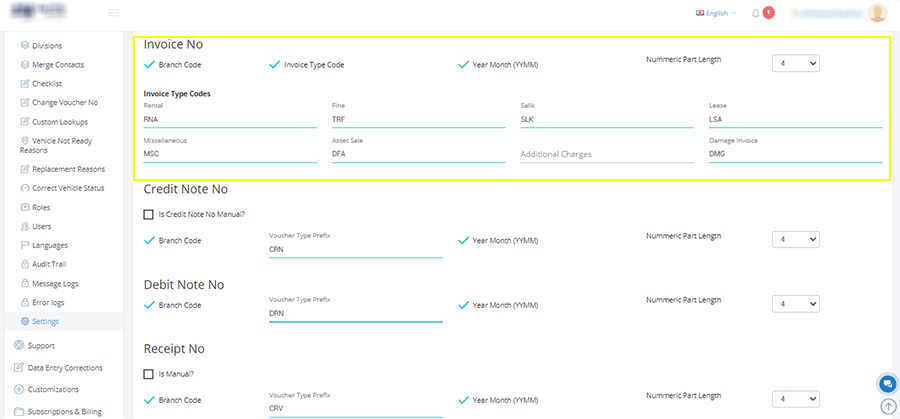 English
1
Divisions
Merge Contacts
Checklist
Change Voucher No
Custom Lookups
Vehicle Not Ready
Reasons
Replacement Reasons
Correct Vehicle Status
Roles
Users
Languages
Audit Trail
Message Logs
Error logs
Settings
Support
Data Entry Corrections
Customizations
Subscriptions & Billing
Invoice No
Branch Code Invoice Type Code Year Month (YYMM) Nummeric Part Length 4
Invoice Type Codes
Rental Fine Salik Lease
RNA TRF SLK LSA
Miscellaneous Asset Sale Damage Invoice
MSC DFA Additional Charges DMG
Credit Note No
Is Credit Note No Manual?
Voucher Type Prefix Nummeric Part Length
Branch Code CRN Year Month (YYMM) 4
Debit Note No
Voucher Type Prefix Nummeric Part Length
Branch Code DRN Year Month (YYMM) 4
Receipt No
Is Manual?
Voucher Type Prefix Nummeric Part Length
Branch Code CRV Year Month (YYMM) 4